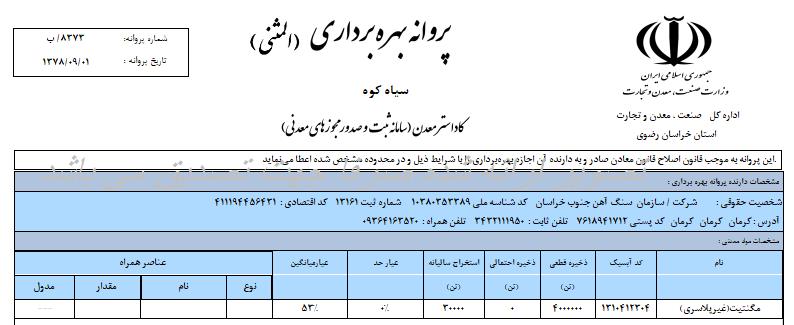 جمهوری اسلامی ایران
وزارت صنعت، معدن و تجارت
اداره کل صنعت ، معدن و تجارت
استان خراسان رضوی
پروانه بهره برداری (المثنی)
سیاه کوه
کاداستر معدن (سامانه ثبت و صدور مجوزهای معدنی)
شماره پروانه: ۸۳۷۳/ب
تاریخ پروانه : ۱۳۷۸/۰۹/۰۱
این پروانه به موجب قانون اصلاح قانون معادن صادر و به دارنده آن اجازه بهره‌برداری را با شرایط ذیل و در محدوده مشخص شده اعطا می‌نماید.
مشخصات دارنده پروانه بهره برداری :
شخصیت حقوقی : شرکت / سازمان سنگ آهن جنوب خراسان کد شناسه ملی ۱۰۳۸۰۳۵۳۳۸۹ شماره ثبت ۱۳۱۶۱ کد اقتصادی : ۴۱۱۱۹۴۴۵۶۴۳۱
آدرس : کرمان کرمان کرمان کد پستی ۷۶۱۸۹۴۱۷۱۲ تلفن ثابت : ۳۴۳۲۱۱۱۹۵۰ تلفن همراه : ۰۹۳۶۴۱۶۳۵۲۰
مشخصات مواد معدنی :
نام کد آیسیک ذخیره قطعی (تن) ذخیره احتمالی (تن) استخراج سالیانه (تن) عیار حد عیار میانگین عناصر همراه
نوع نام مقدار مدول
مگنتیت(غیرپلاسری) ۱۳۱۰۴۱۲۳۰۴ ۴۰۰۰۰۰۰ ۰ ۳۰۰۰۰ ۰% ۵۳% ---